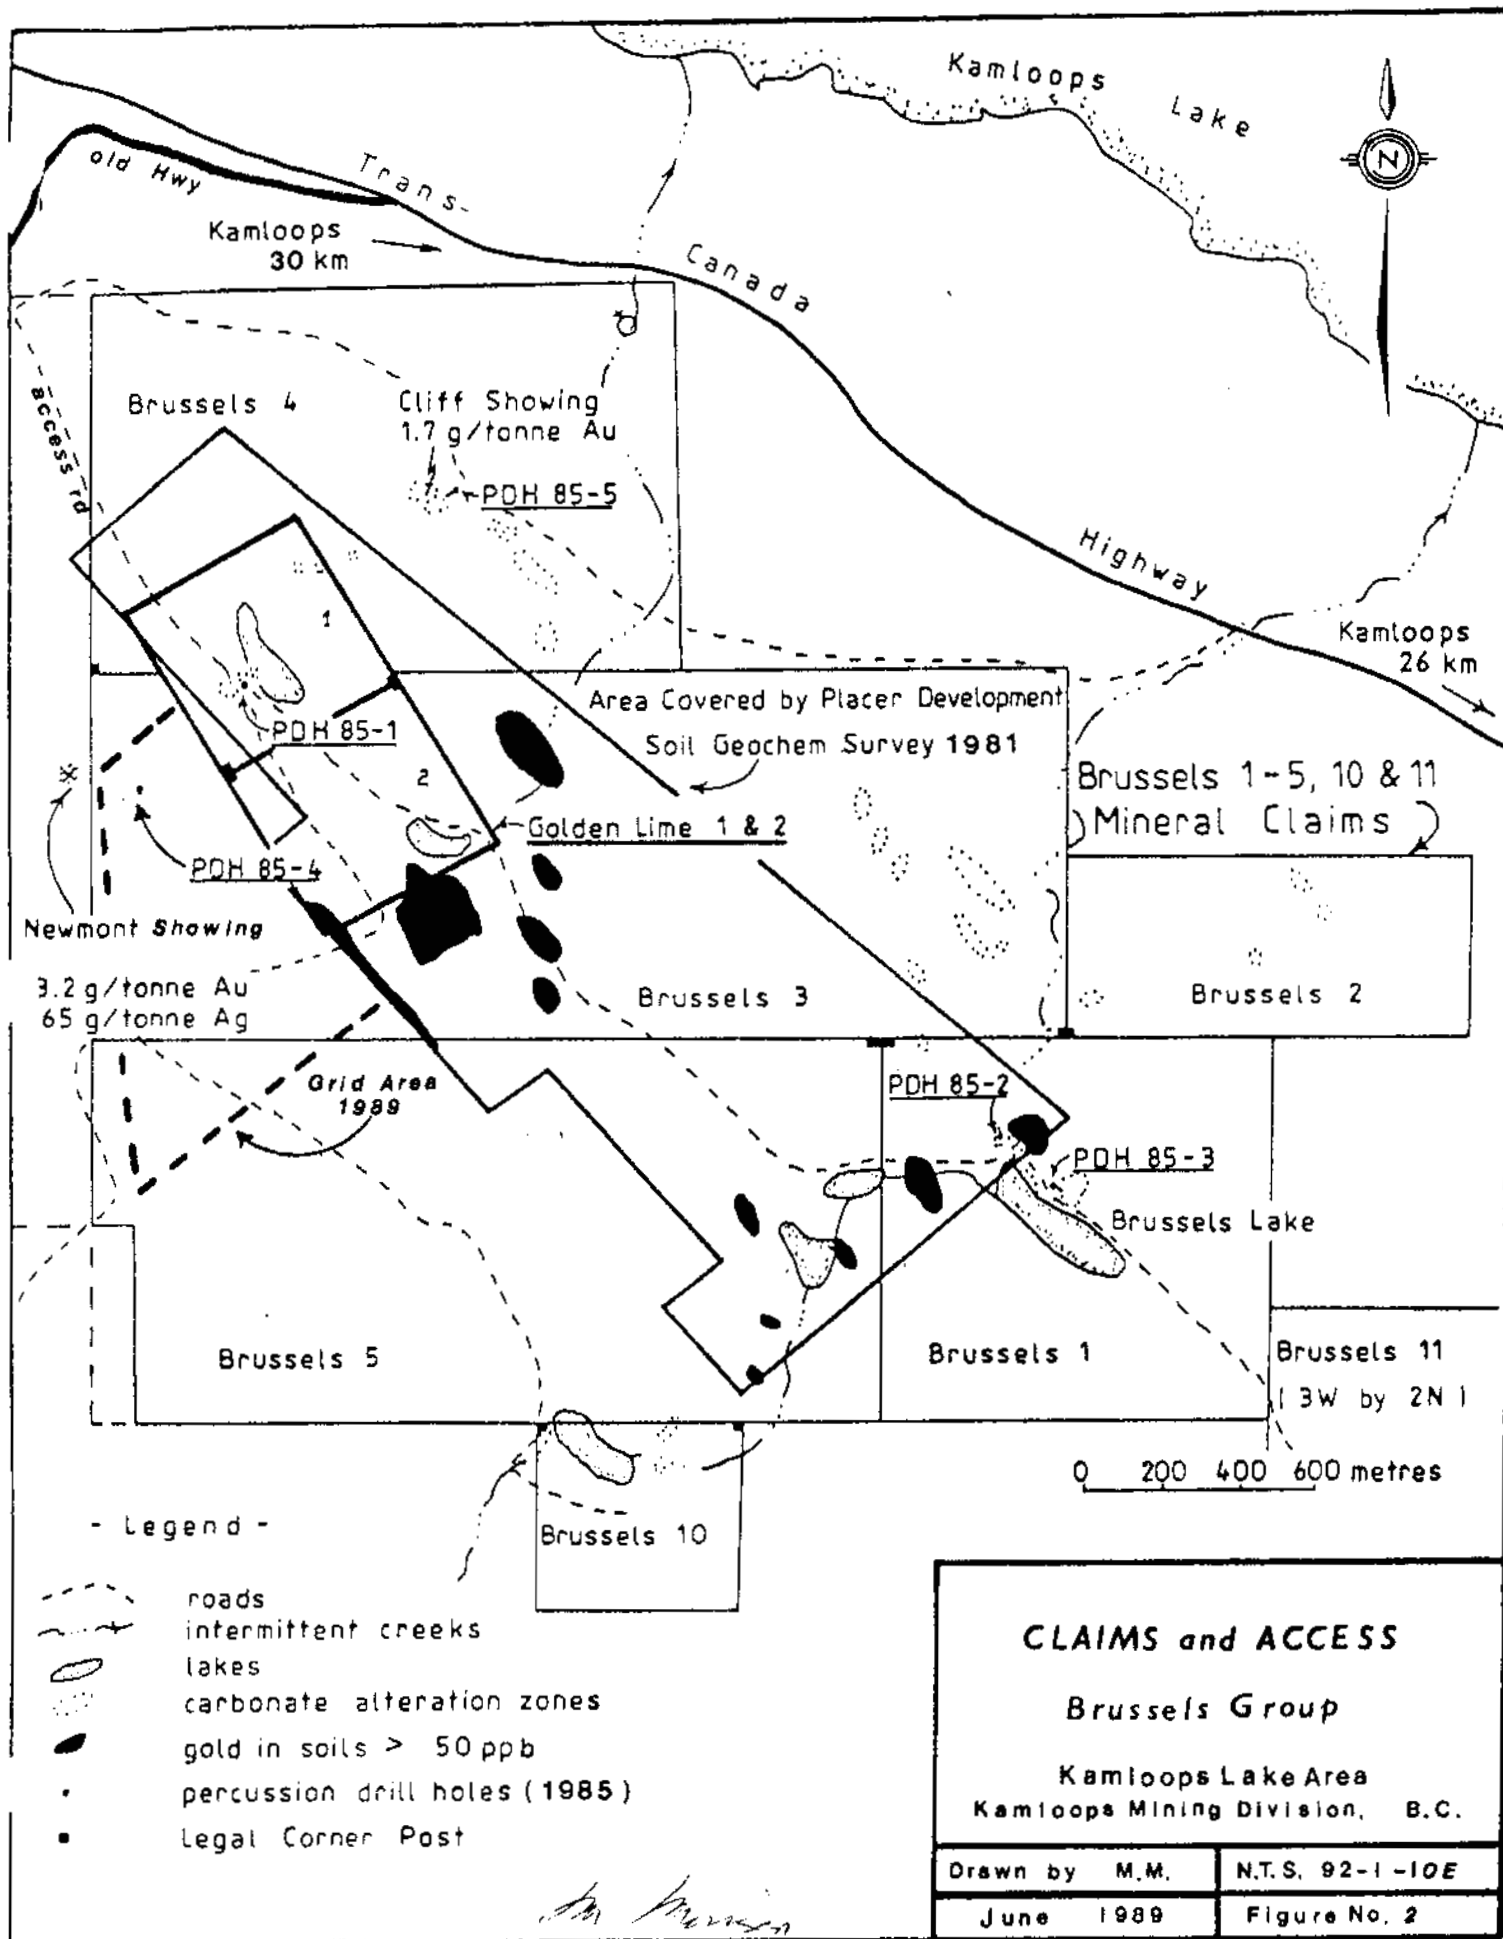 Kamloops Lake
N
old Hwy
Trans-
Canada
Highway
Kamloops
30 km
Kamloops
26 km
access rd
Brussels 4
Cliff Showing
1.7 g/tonne Au
PDH 85-5
1
PDH 85-1
2
Area Covered by Placer Development
Soil Geochem Survey 1981
Brussels 1-5, 10 & 11
Mineral Claims
Golden Lime 1 & 2
PDH 85-4
Newmont Showing
3.2 g/tonne Au
65 g/tonne Ag
Brussels 3
Brussels 2
Grid Area
1989
PDH 85-2
PDH 85-3
Brussels Lake
Brussels 5
Brussels 1
Brussels 11
( 3W by 2N )
0 200 400 600 metres
Brussels 10
- Legend -
roads
intermittent creeks
lakes
carbonate alteration zones
gold in soils > 50 ppb
percussion drill holes (1985)
Legal Corner Post
CLAIMS and ACCESS
Brussels Group
Kamloops Lake Area
Kamloops Mining Division, B.C.
Drawn by M.M.
N.T.S. 92-I-10E
June 1989
Figure No. 2